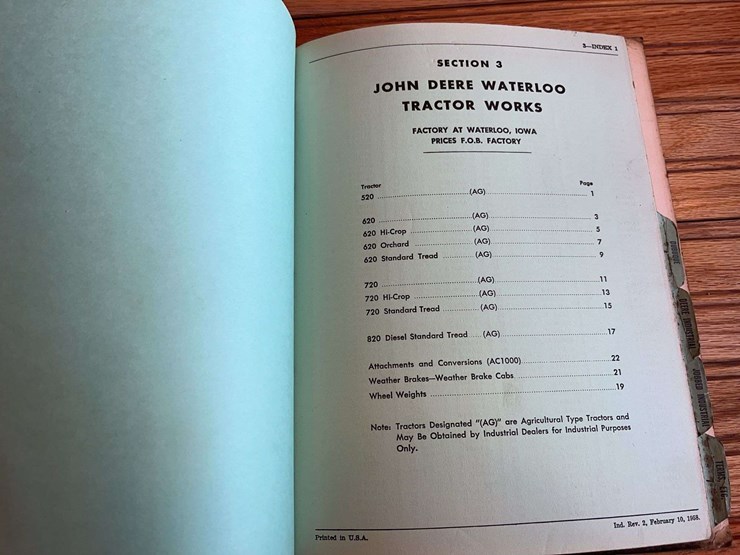 3—INDEX 1
SECTION 3
JOHN DEERE WATERLOO
TRACTOR WORKS
FACTORY AT WATERLOO, IOWA
PRICES F.O.B. FACTORY
Tractor Page
520 (AG) 1
620 (AG) 3
620 Hi-Crop (AG) 5
620 Orchard (AG) 7
620 Standard Tread (AG) 9
720 (AG) 11
720 Hi-Crop (AG) 13
720 Standard Tread (AG) 15
820 Diesel Standard Tread (AG) 17
Attachments and Conversions (AC1000) 22
Weather Brakes—Weather Brake Cabs 21
Wheel Weights 19
Note: Tractors Designated "(AG)" are Agricultural Type Tractors and
May Be Obtained by Industrial Dealers for Industrial Purposes
Only.
Printed in U.S.A.
Ind. Rev. 2, February 10, 1958.